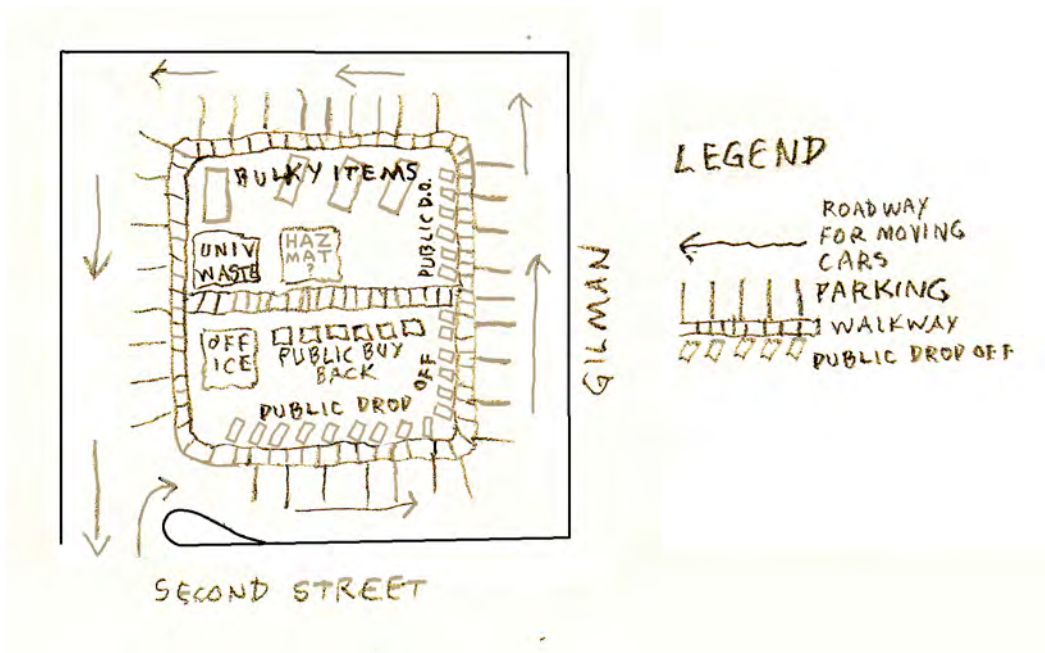 BULKY ITEMS
PUBLIC D.O.
UNIV
WASTE
HAZ
MAT
?
OFF
ICE
PUBLIC BUY
BACK
PUBLIC DROP
OFF
GILMAN
SECOND STREET
LEGEND
ROADWAY
FOR MOVING
CARS
PARKING
WALKWAY
PUBLIC DROP OFF